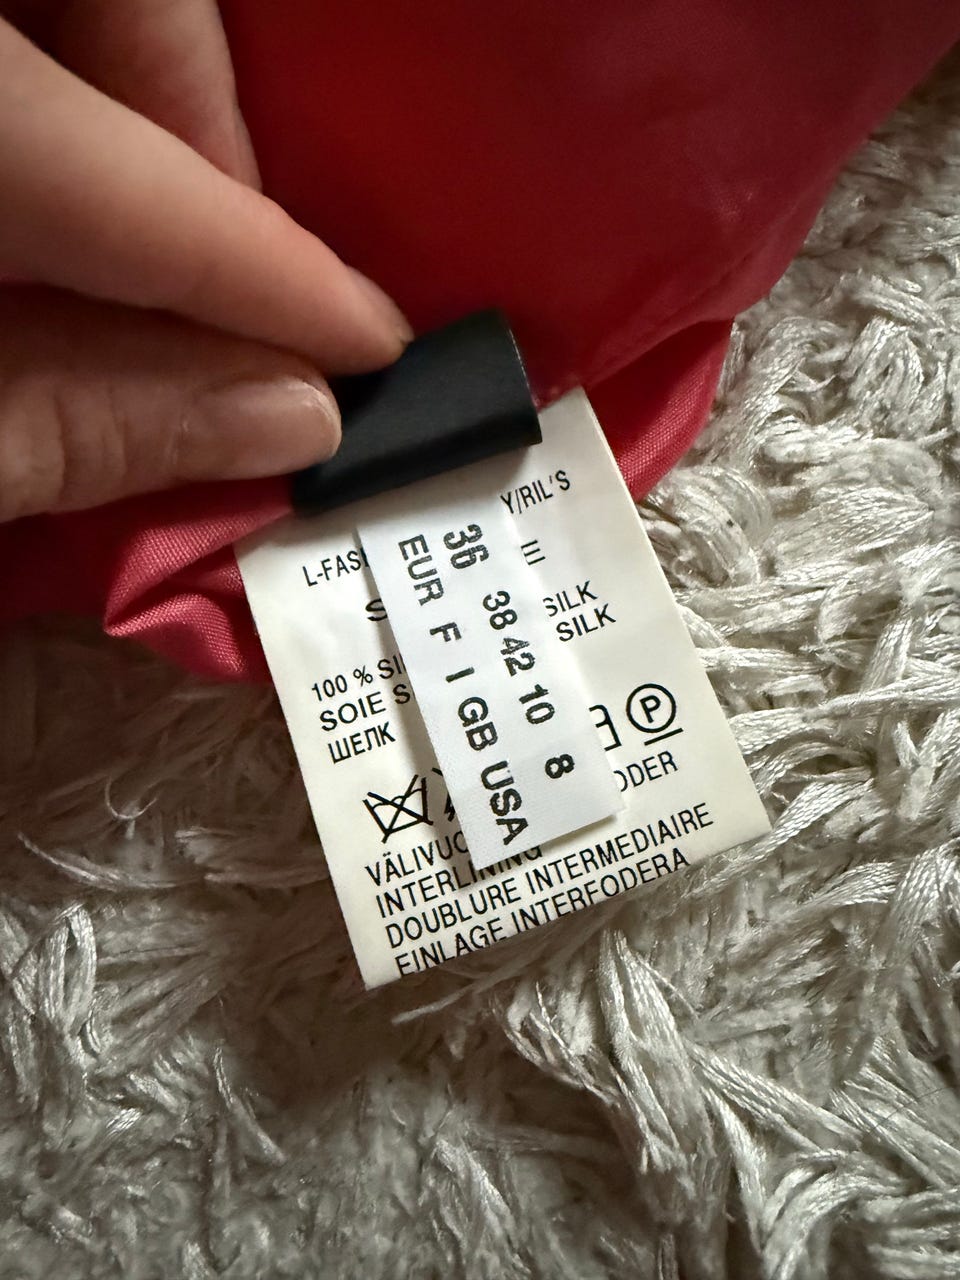 Y/RIL'S
L-FASI
S SILK
100 % SI SILK
SOIE S
ШЕЛК
P
ODER
VÄLIVUO
INTERLINING
DOUBLURE INTERMEDIAIRE
EINLAGE INTERFODERA
36 38 42 10 8
EUR F I GB USA